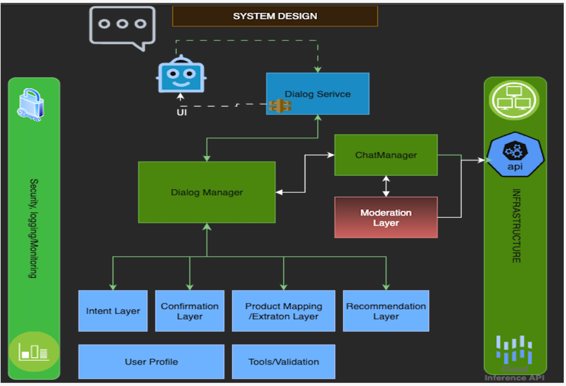 SYSTEM DESIGN
UI
Dialog Serivce
ChatManager
Dialog Manager
Moderation
Layer
api
Security, logging/Monitoring
INFRASTRUCTURE
Intent Layer
Confirmation
Layer
Product Mapping
/Extraton Layer
Recommendation
Layer
User Profile
Tools/Validation
Inference API